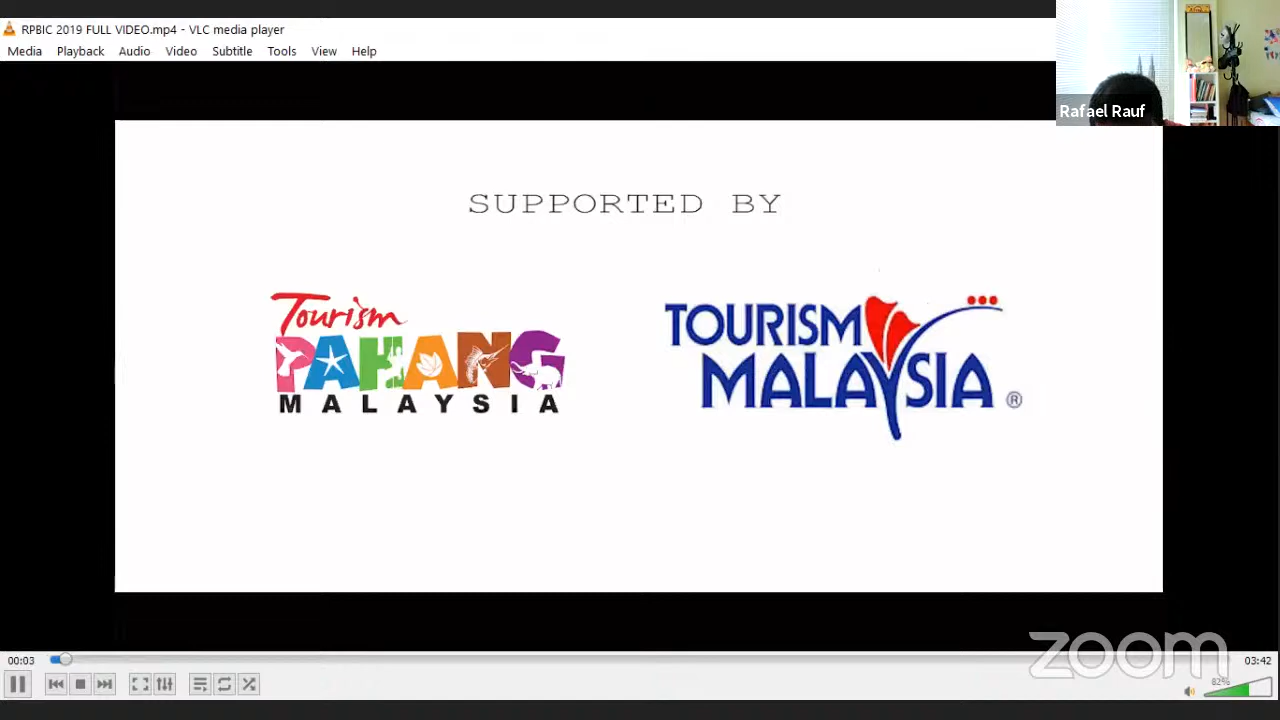 RPBIC 2019 FULL VIDEO.mp4 - VLC media player
Media Playback Audio Video Subtitle Tools View Help
Rafael Rauf
SUPPORTED BY
Tourism
PAHANG
MALAYSIA
TOURISM
MALAYSIA ®
zoom
00:03
03:42
82%